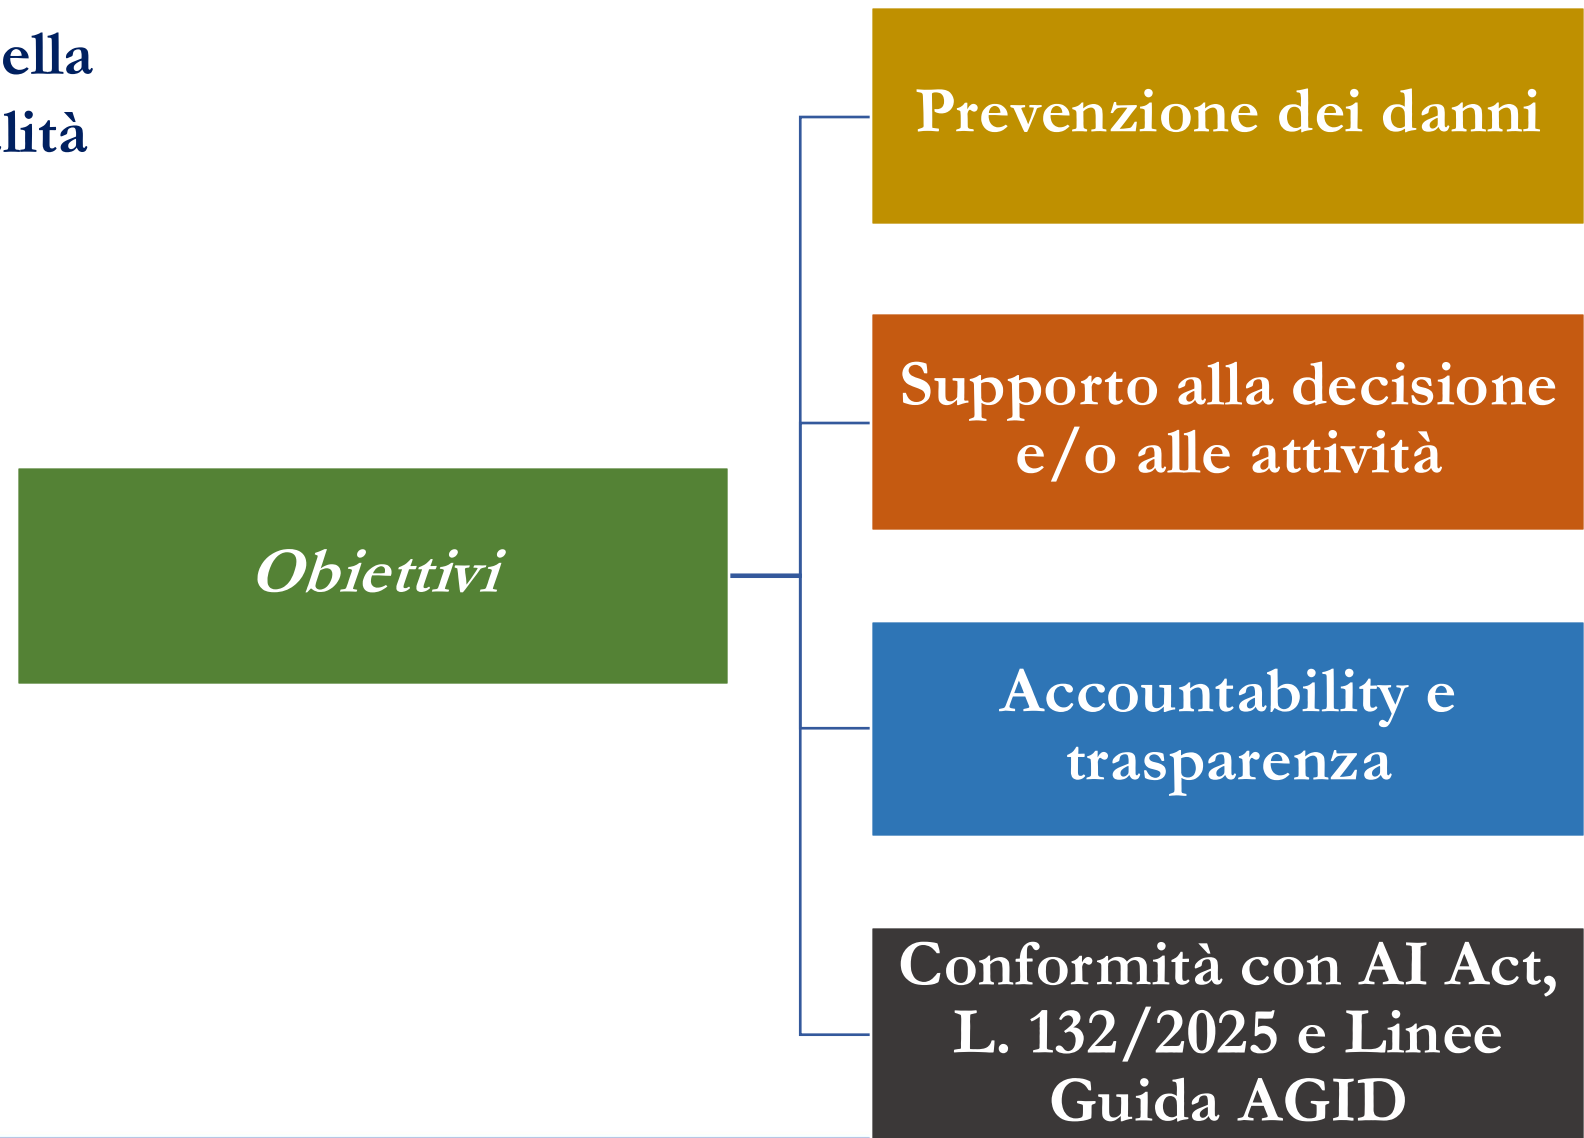 ella
alità
Prevenzione dei danni
Supporto alla decisione
e/o alle attività
Obiettivi
Accountability e
trasparenza
Conformità con AI Act,
L. 132/2025 e Linee
Guida AGID